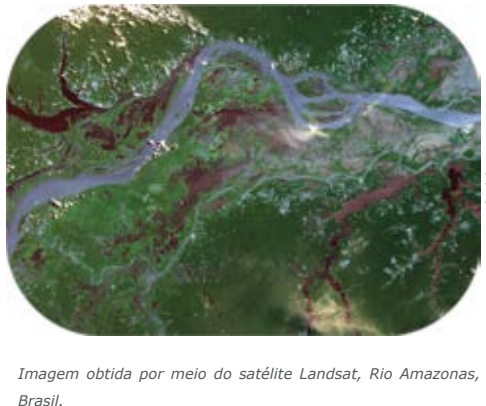 Imagem obtida por meio do satélite Landsat, Rio Amazonas,
Brasil.